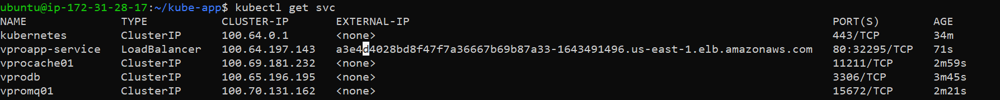 ubuntu@ip-172-31-28-17:~/kube-app$ kubectl get svc
NAME TYPE CLUSTER-IP EXTERNAL-IP PORT(S) AGE
kubernetes ClusterIP 100.64.0.1 <none> 443/TCP 34m
vproapp-service LoadBalancer 100.64.197.143 a3e4d4028bd8f47f7a36667b69b87a33-1643491496.us-east-1.elb.amazonaws.com 80:32295/TCP 71s
vprocache01 ClusterIP 100.69.181.232 <none> 11211/TCP 2m59s
vprodb ClusterIP 100.65.196.195 <none> 3306/TCP 3m45s
vpromq01 ClusterIP 100.70.131.162 <none> 15672/TCP 2m21s